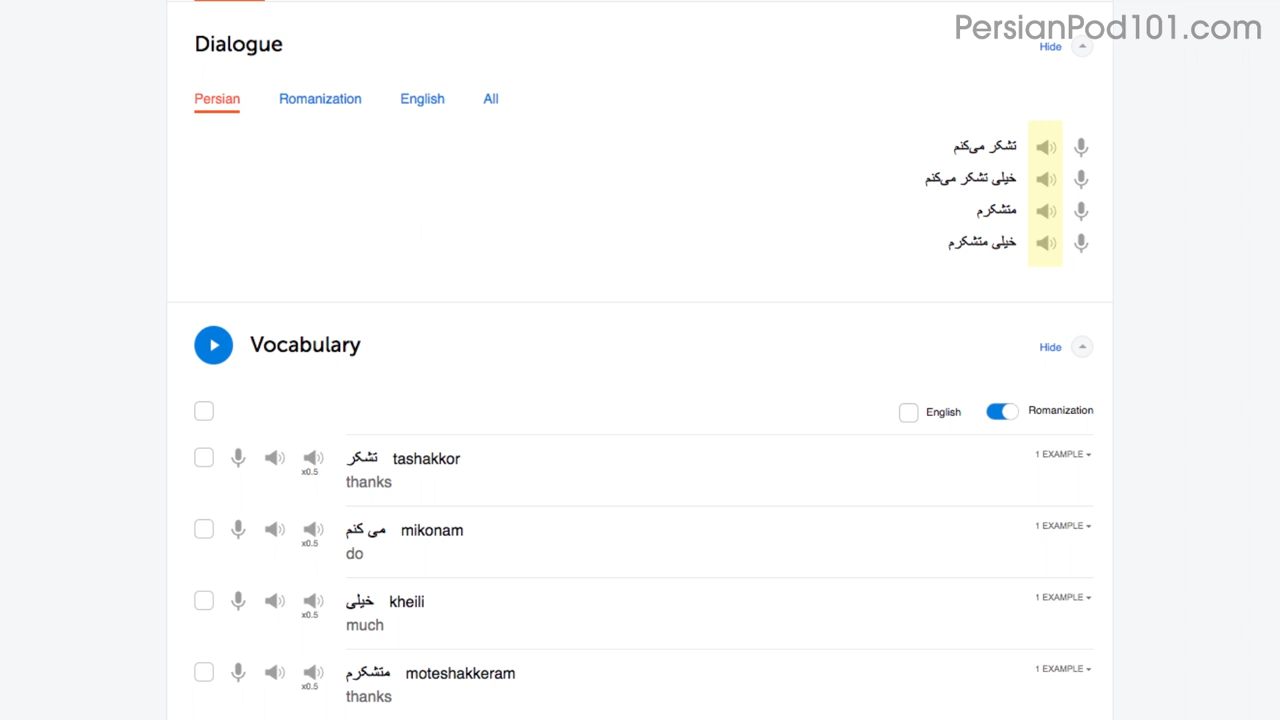 PersianPod101.com
Dialogue
Hide
Persian Romanization English All
تشکر می‌کنم
خیلی تشکر می‌کنم
متشکرم
خیلی متشکرم
Vocabulary
Hide
English Romanization
x0.5 تشکر tashakkor 1 EXAMPLE
thanks
x0.5 می کنم mikonam 1 EXAMPLE
do
x0.5 خیلی kheili 1 EXAMPLE
much
x0.5 متشکرم moteshakkeram 1 EXAMPLE
thanks